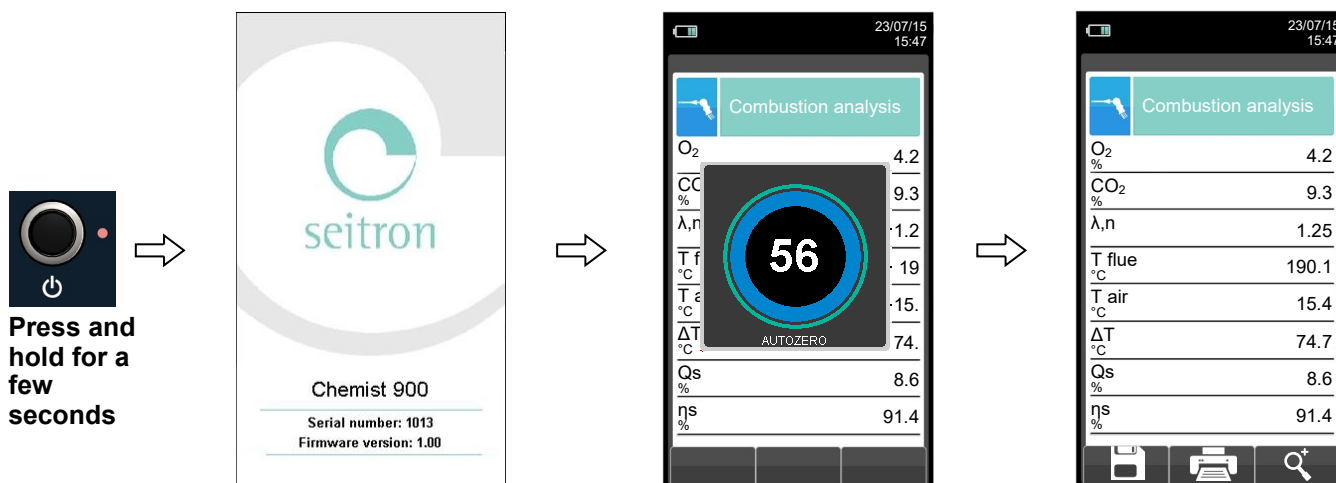 Press and
hold for a
few
seconds
seitron
Chemist 900
Serial number: 1013
Firmware version: 1.00
23/07/15
15:47
Combustion analysis
O2 4.2
%
CO 9.3
%
λ,n 1.2
T f 19
°C
T a 15.
°C
ΔT 74.
°C
56
AUTOZERO
Qs 8.6
%
ηs 91.4
%
23/07/15
15:47
Combustion analysis
O2 4.2
%
CO2 9.3
%
λ,n 1.25
T flue 190.1
°C
T air 15.4
°C
ΔT 74.7
°C
Qs 8.6
%
ηs 91.4
%